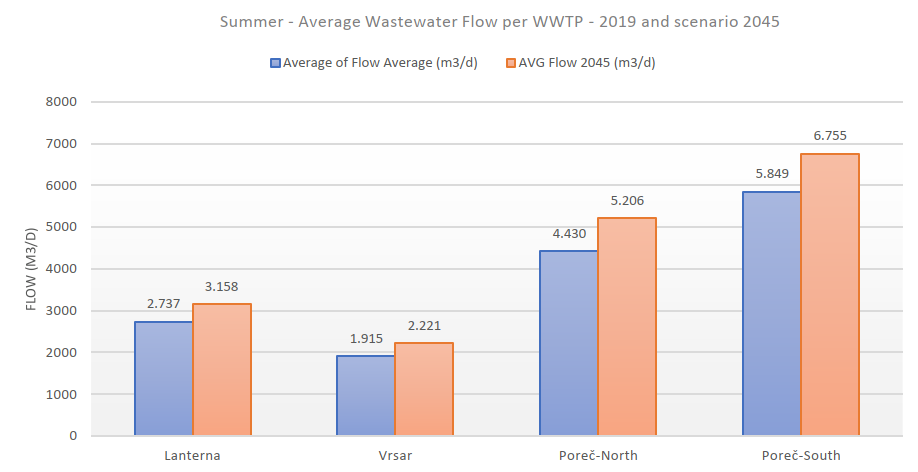 Summer - Average Wastewater Flow per WWTP - 2019 and scenario 2045
Average of Flow Average (m3/d) AVG Flow 2045 (m3/d)
8000
7000
6000
5000
4000
3000
2000
1000
0
FLOW (M3/D)
2.737 3.158 1.915 2.221 4.430 5.206 5.849 6.755
Lanterna Vrsar Poreč-North Poreč-South